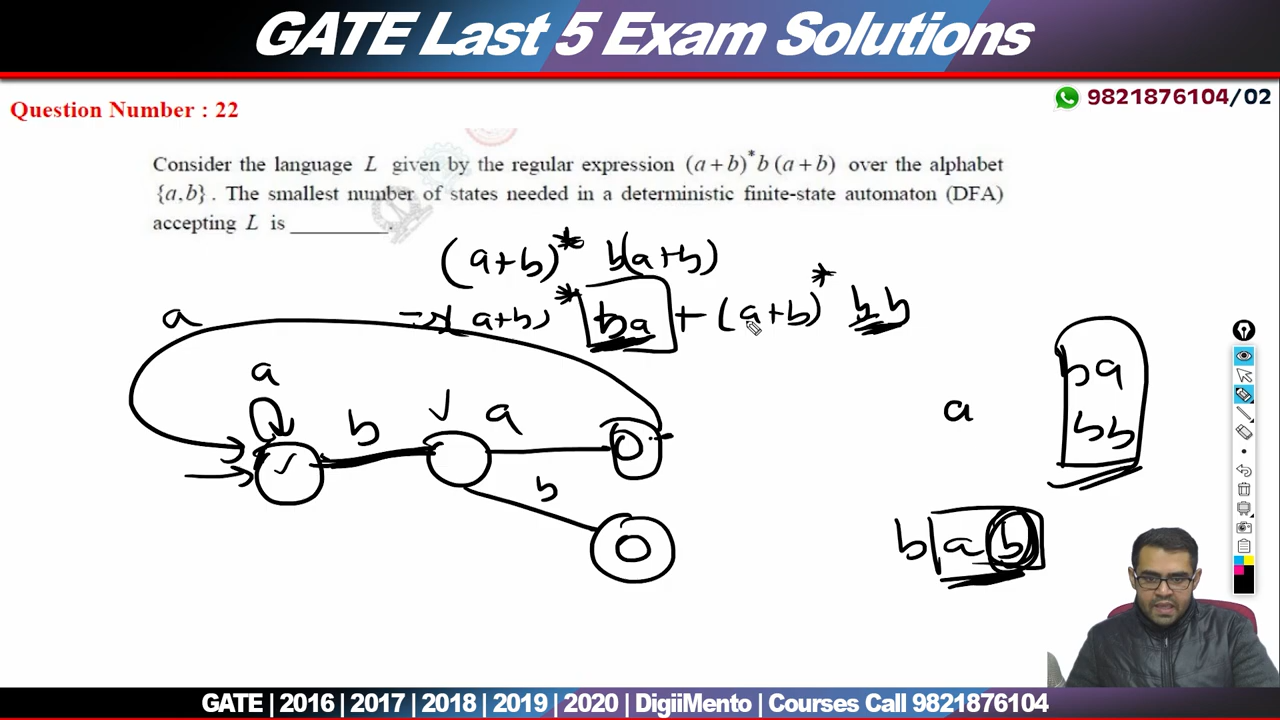 GATE Last 5 Exam Solutions
Question Number : 22
9821876104/02
Consider the language L given by the regular expression (a+b)*b(a+b) over the alphabet
{a,b}. The smallest number of states needed in a deterministic finite-state automaton (DFA)
accepting L is ________.
(a+b)* b(a+b)
(a+b)* ba + (a+b)* bb
a
a
b
a
b
a
ba
bb
bab
GATE | 2016 | 2017 | 2018 | 2019 | 2020 | DigiiMento | Courses Call 9821876104